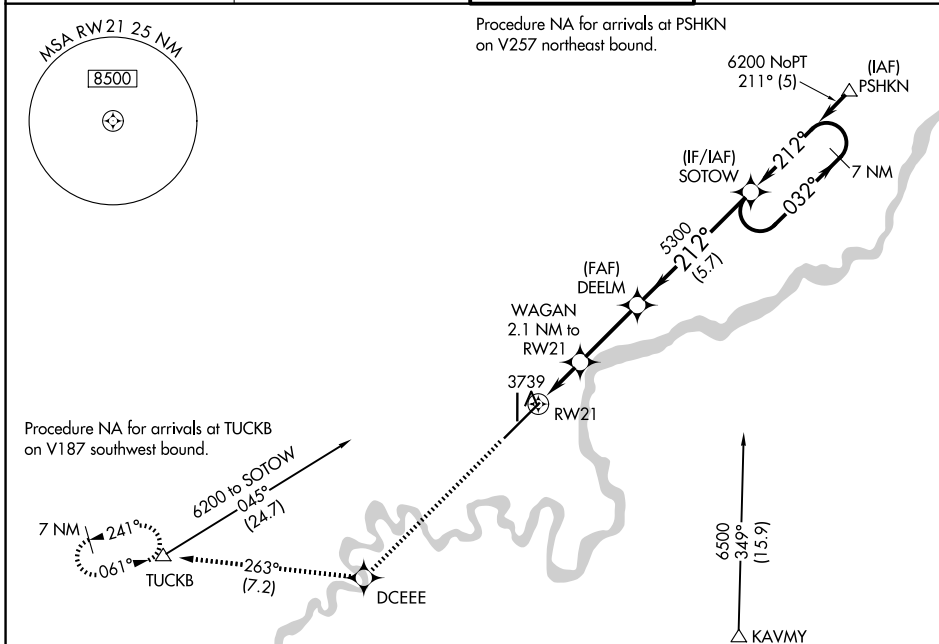 MSA RW 21 25 NM
8500
Procedure NA for arrivals at PSHKN
on V257 northeast bound.
6200 NoPT
211° (5)
(IAF)
PSHKN
212°
032°
7 NM
(IF/IAF)
SOTOW
5300
212°
(5.7)
(FAF)
DEELM
WAGAN
2.1 NM to
RW21
3739
RW21
Procedure NA for arrivals at TUCKB
on V187 southwest bound.
6200 to SOTOW
045°
(24.7)
7 NM
241°
061°
TUCKB
263°
(7.2)
DCEEE
6500
349°
(15.9)
KAVMY